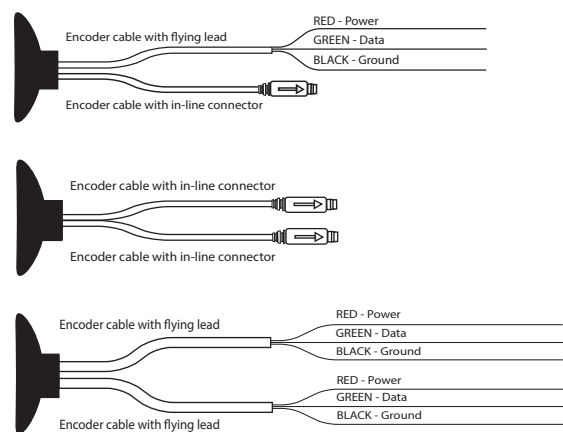 RED - Power
Encoder cable with flying lead
GREEN - Data
BLACK - Ground
Encoder cable with in-line connector
Encoder cable with in-line connector
Encoder cable with in-line connector
RED - Power
Encoder cable with flying lead
GREEN - Data
BLACK - Ground
RED - Power
GREEN - Data
BLACK - Ground
Encoder cable with flying lead